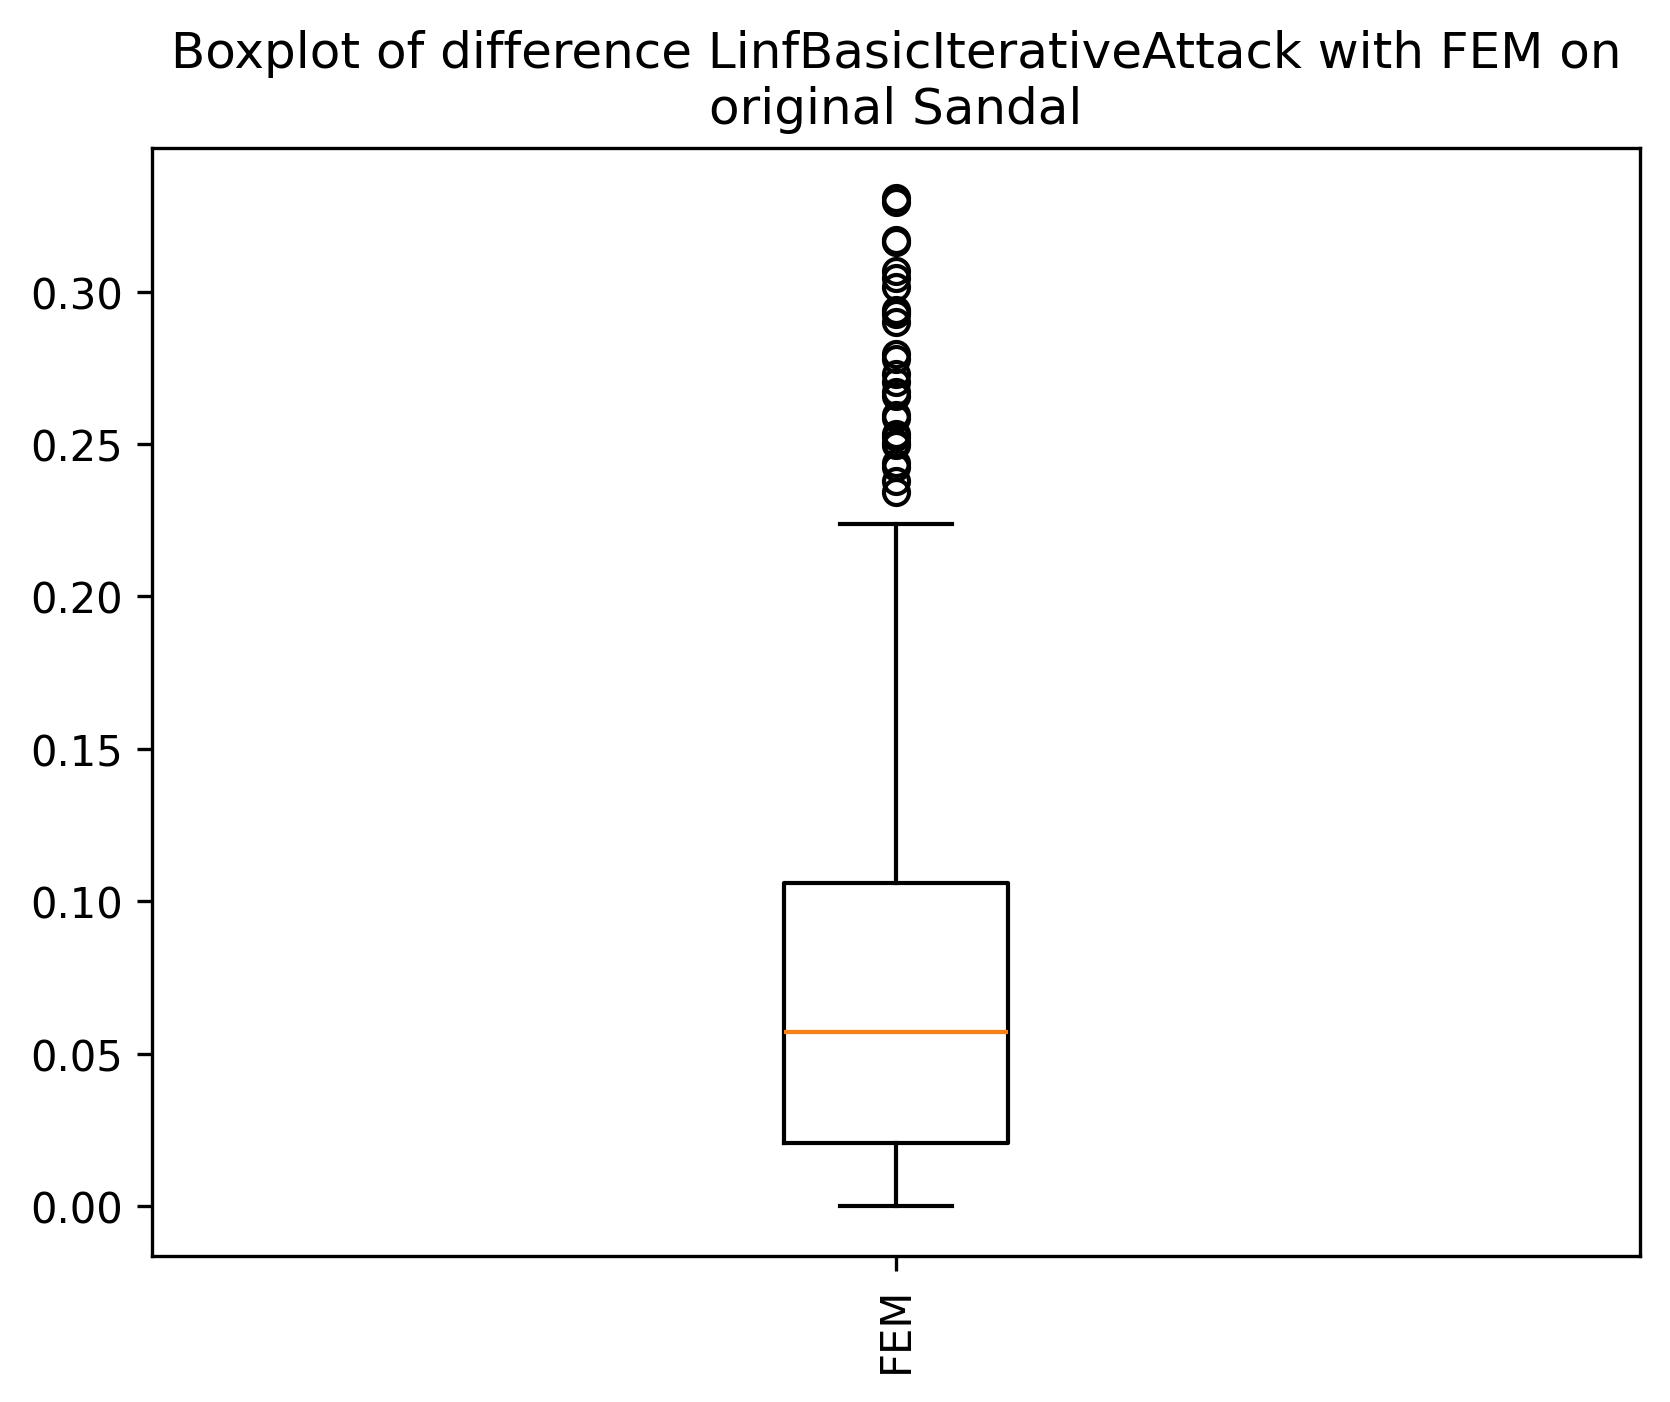 Boxplot of difference LinfBasicIterativeAttack with FEM on
original Sandal
0.30
0.25
0.20
0.15
0.10
0.05
0.00
FEM